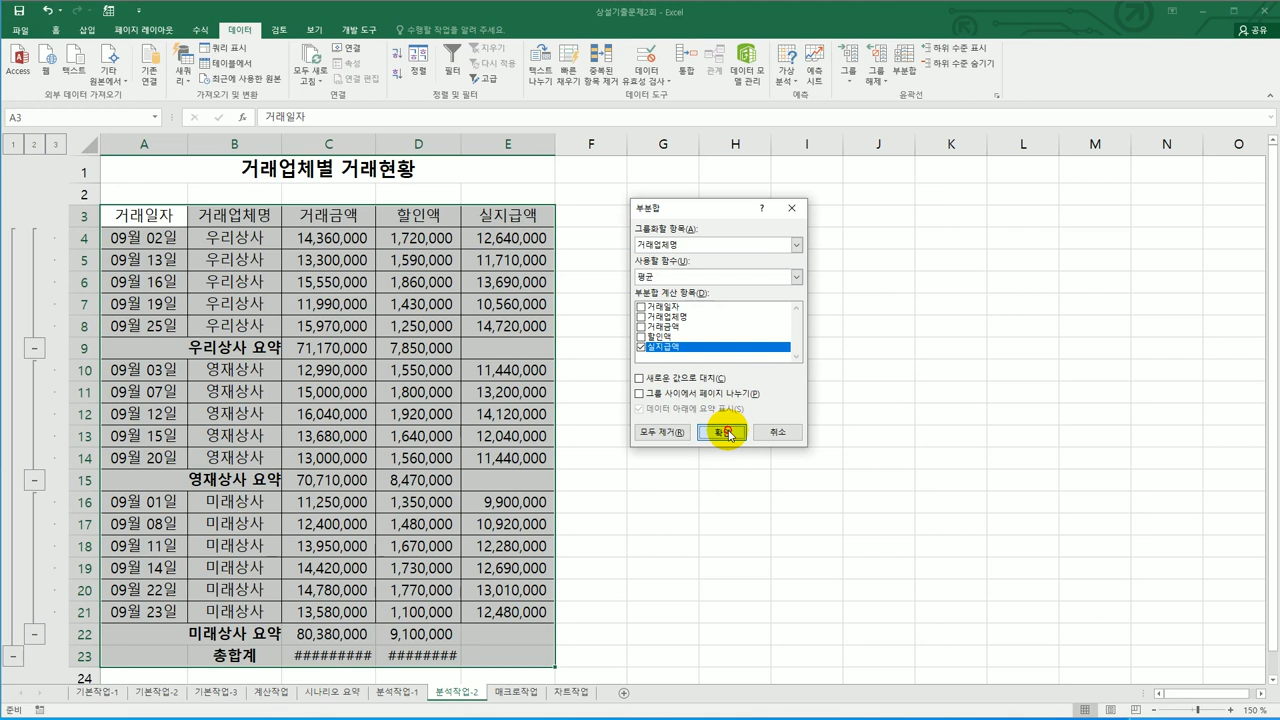 상설기출문제2회 - Excel
파일 홈 삽입 페이지 레이아웃 수식 데이터 검토 보기 개발 도구 수행할 작업을 알려 주세요. 공유
Access 웹 텍스트 기타 원본에서 기존 연결 새 쿼리 쿼리 표시 테이블에서 최근에 사용한 원본 모두 새로 고침 연결 속성 연결 편집 정렬 필터 지우기 다시 적용 고급 텍스트 나누기 빠른 채우기 중복된 항목 제거 데이터 유효성 검사 통합 관계 데이터 모델 관리 가상 분석 예측 시트 그룹 그룹 해제 부분합 하위 수준 표시 하위 수준 숨기기
외부 데이터 가져오기 가져오기 및 변환 연결 정렬 및 필터 데이터 도구 예측 윤곽선
A3 fx 거래일자
1 2 3 A B C D E F G H I J K L M N O
1 거래업체별 거래현황
2
3 거래일자 거래업체명 거래금액 할인액 실지급액
4 09월 02일 우리상사 14,360,000 1,720,000 12,640,000
5 09월 13일 우리상사 13,300,000 1,590,000 11,710,000
6 09월 16일 우리상사 15,550,000 1,860,000 13,690,000
7 09월 19일 우리상사 11,990,000 1,430,000 10,560,000
8 09월 25일 우리상사 15,970,000 1,250,000 14,720,000
9 우리상사 요약 71,170,000 7,850,000
10 09월 03일 영재상사 12,990,000 1,550,000 11,440,000
11 09월 07일 영재상사 15,000,000 1,800,000 13,200,000
12 09월 12일 영재상사 16,040,000 1,920,000 14,120,000
13 09월 15일 영재상사 13,680,000 1,640,000 12,040,000
14 09월 20일 영재상사 13,000,000 1,560,000 11,440,000
15 영재상사 요약 70,710,000 8,470,000
16 09월 01일 미래상사 11,250,000 1,350,000 9,900,000
17 09월 08일 미래상사 12,400,000 1,480,000 10,920,000
18 09월 11일 미래상사 13,950,000 1,670,000 12,280,000
19 09월 14일 미래상사 14,420,000 1,730,000 12,690,000
20 09월 22일 미래상사 14,780,000 1,770,000 13,010,000
21 09월 23일 미래상사 13,580,000 1,100,000 12,480,000
22 미래상사 요약 80,380,000 9,100,000
23 총합계 ######### ########
24
부분합 ?
그룹화할 항목(A):
거래업체명
사용할 함수(U):
평균
부분합 계산 항목(D):
거래일자
거래업체명
거래금액
할인액
실지급액
새로운 값으로 대치(C)
그룹 사이에서 페이지 나누기(P)
데이터 아래에 요약 표시(S)
모두 제거(R) 확인 취소
기본작업-1 기본작업-2 기본작업-3 계산작업 시나리오 요약 분석작업-1 분석작업-2 매크로작업 차트작업
준비 150 %